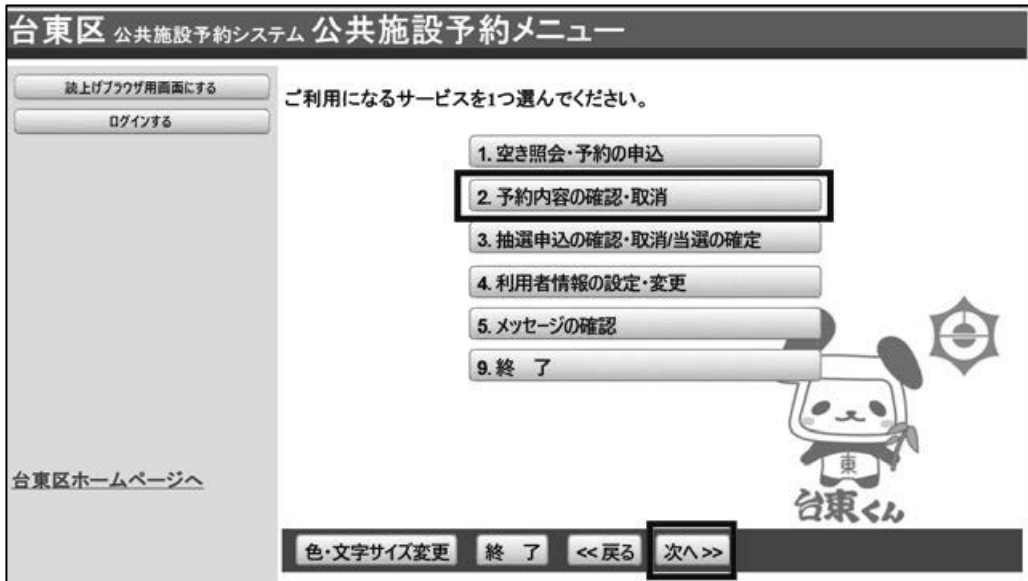 台東区 公共施設予約システム 公共施設予約メニュー
読上げブラウザ用画面にする
ログインする
ご利用になるサービスを1つ選んでください。
1. 空き照会・予約の申込
2. 予約内容の確認・取消
3. 抽選申込の確認・取消/当選の確定
4. 利用者情報の設定・変更
5. メッセージの確認
9. 終　了
東
台東くん
台東区ホームページへ
色・文字サイズ変更
終　了
<<戻る
次へ>>